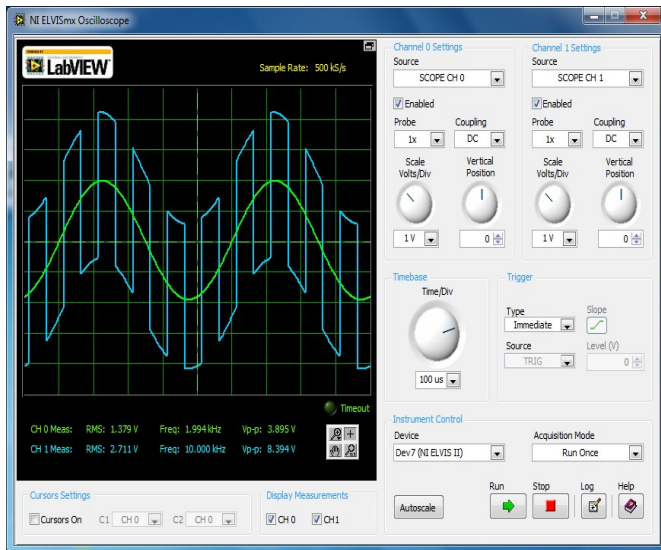 NI ELVISmx Oscilloscope
POWERED BY
LabVIEW
Sample Rate: 500 kS/s
Timeout
CH 0 Meas: RMS: 1.379 V Freq: 1.994 kHz Vp-p: 3.895 V
CH 1 Meas: RMS: 2.711 V Freq: 10.000 kHz Vp-p: 8.394 V
Cursors Settings
Cursors On C1 CH 0 C2 CH 0
Display Measurements
CH 0 CH1
Channel 0 Settings
Source
SCOPE CH 0
Enabled
Probe Coupling
1x DC
Scale Vertical
Volts/Div Position
1 V 0
Channel 1 Settings
Source
SCOPE CH 1
Enabled
Probe Coupling
1x DC
Scale Vertical
Volts/Div Position
1 V 0
Timebase
Time/Div
100 us
Trigger
Type Slope
Immediate
Source Level (V)
TRIG 0
Instrument Control
Device Acquisition Mode
Dev7 (NI ELVIS II) Run Once
Run Stop Log Help
Autoscale